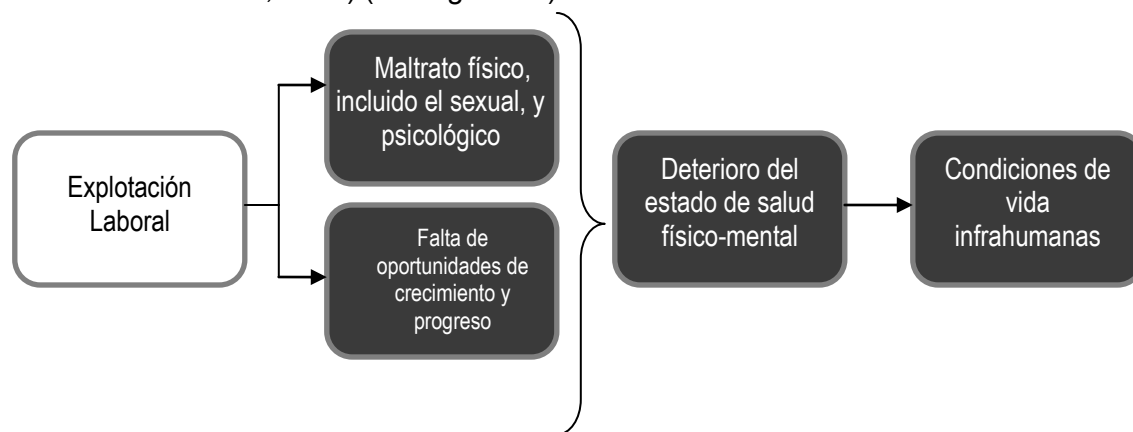 Maltrato físico,
incluido el sexual, y
psicológico
Explotación
Laboral
Falta de
oportunidades de
crecimiento y
progreso
Deterioro del
estado de salud
físico-mental
Condiciones de
vida
infrahumanas